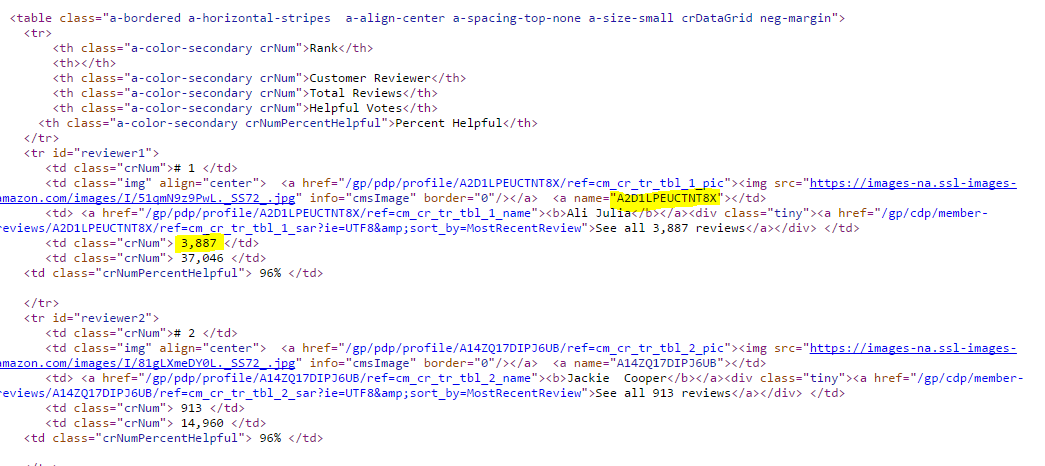 <table class="a-bordered a-horizontal-stripes  a-align-center a-spacing-top-none a-size-small crDataGrid neg-margin">
<tr>
<th class="a-color-secondary crNum">Rank</th>
<th></th>
<th class="a-color-secondary crNum">Customer Reviewer</th>
<th class="a-color-secondary crNum">Total Reviews</th>
<th class="a-color-secondary crNum">Helpful Votes</th>
<th class="a-color-secondary crNumPercentHelpful">Percent Helpful</th>
</tr>
<tr id="reviewer1">
<td class="crNum"># 1 </td>
<td class="img" align="center">  <a href="/gp/pdp/profile/A2D1LPEUCTNT8X/ref=cm_cr_tr_tbl_1_pic"><img src="https://images-na.ssl-images-
amazon.com/images/I/51qmN9z9PwL._SS72_.jpg" info="cmsImage" border="0"/></a>  <a name="A2D1LPEUCTNT8X"></td>
<td> <a href="/gp/pdp/profile/A2D1LPEUCTNT8X/ref=cm_cr_tr_tbl_1_name"><b>Ali Julia</b></a><div class="tiny"><a href="/gp/cdp/member-
reviews/A2D1LPEUCTNT8X/ref=cm_cr_tr_tbl_1_sar?ie=UTF8&amp;sort_by=MostRecentReview">See all 3,887 reviews</a></div> </td>
<td class="crNum"> 3,887 </td>
<td class="crNum"> 37,046 </td>
<td class="crNumPercentHelpful"> 96% </td>
</tr>
<tr id="reviewer2">
<td class="crNum"># 2 </td>
<td class="img" align="center">  <a href="/gp/pdp/profile/A14ZQ17DIPJ6UB/ref=cm_cr_tr_tbl_2_pic"><img src="https://images-na.ssl-images-
amazon.com/images/I/81gLXmeDY0L._SS72_.jpg" info="cmsImage" border="0"/></a>  <a name="A14ZQ17DIPJ6UB"></td>
<td> <a href="/gp/pdp/profile/A14ZQ17DIPJ6UB/ref=cm_cr_tr_tbl_2_name"><b>Jackie  Cooper</b></a><div class="tiny"><a href="/gp/cdp/member-
reviews/A14ZQ17DIPJ6UB/ref=cm_cr_tr_tbl_2_sar?ie=UTF8&amp;sort_by=MostRecentReview">See all 913 reviews</a></div> </td>
<td class="crNum"> 913 </td>
<td class="crNum"> 14,960 </td>
<td class="crNumPercentHelpful"> 96% </td>